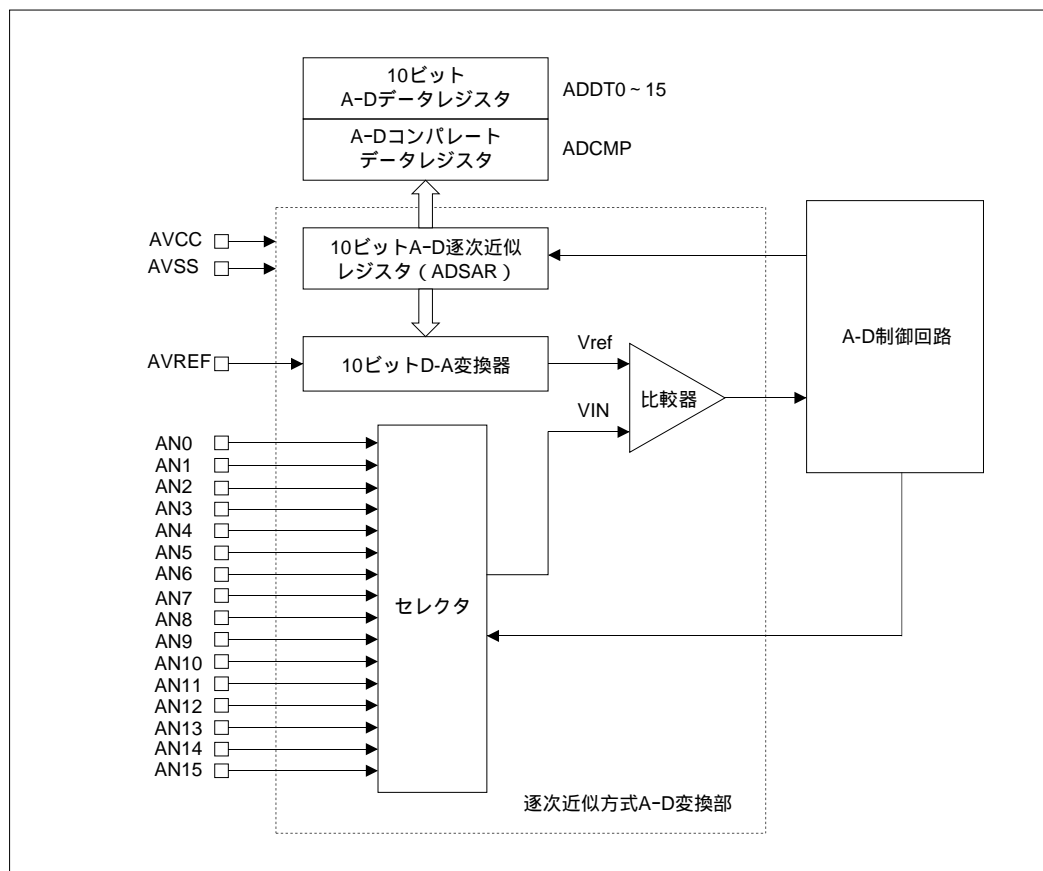 10ビット
A-Dデータレジスタ
ADDT0~15
A-Dコンパレート
データレジスタ
ADCMP
AVCC
AVSS
10ビットA-D逐次近似
レジスタ(ADSAR)
A-D制御回路
AVREF
10ビットD-A変換器
Vref
VIN
比較器
AN0
AN1
AN2
AN3
AN4
AN5
AN6
AN7
AN8
AN9
AN10
AN11
AN12
AN13
AN14
AN15
セレクタ
逐次近似方式A-D変換部